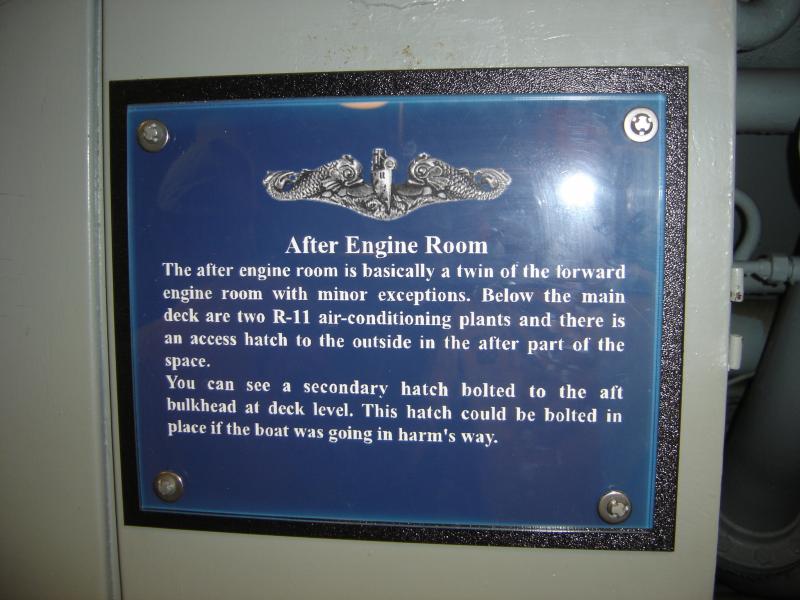 After Engine Room
The after engine room is basically a twin of the forward
engine room with minor exceptions. Below the main
deck are two R-11 air-conditioning plants and there is
an access hatch to the outside in the after part of the
space.
You can see a secondary hatch bolted to the aft
bulkhead at deck level. This hatch could be bolted in
place if the boat was going in harm's way.